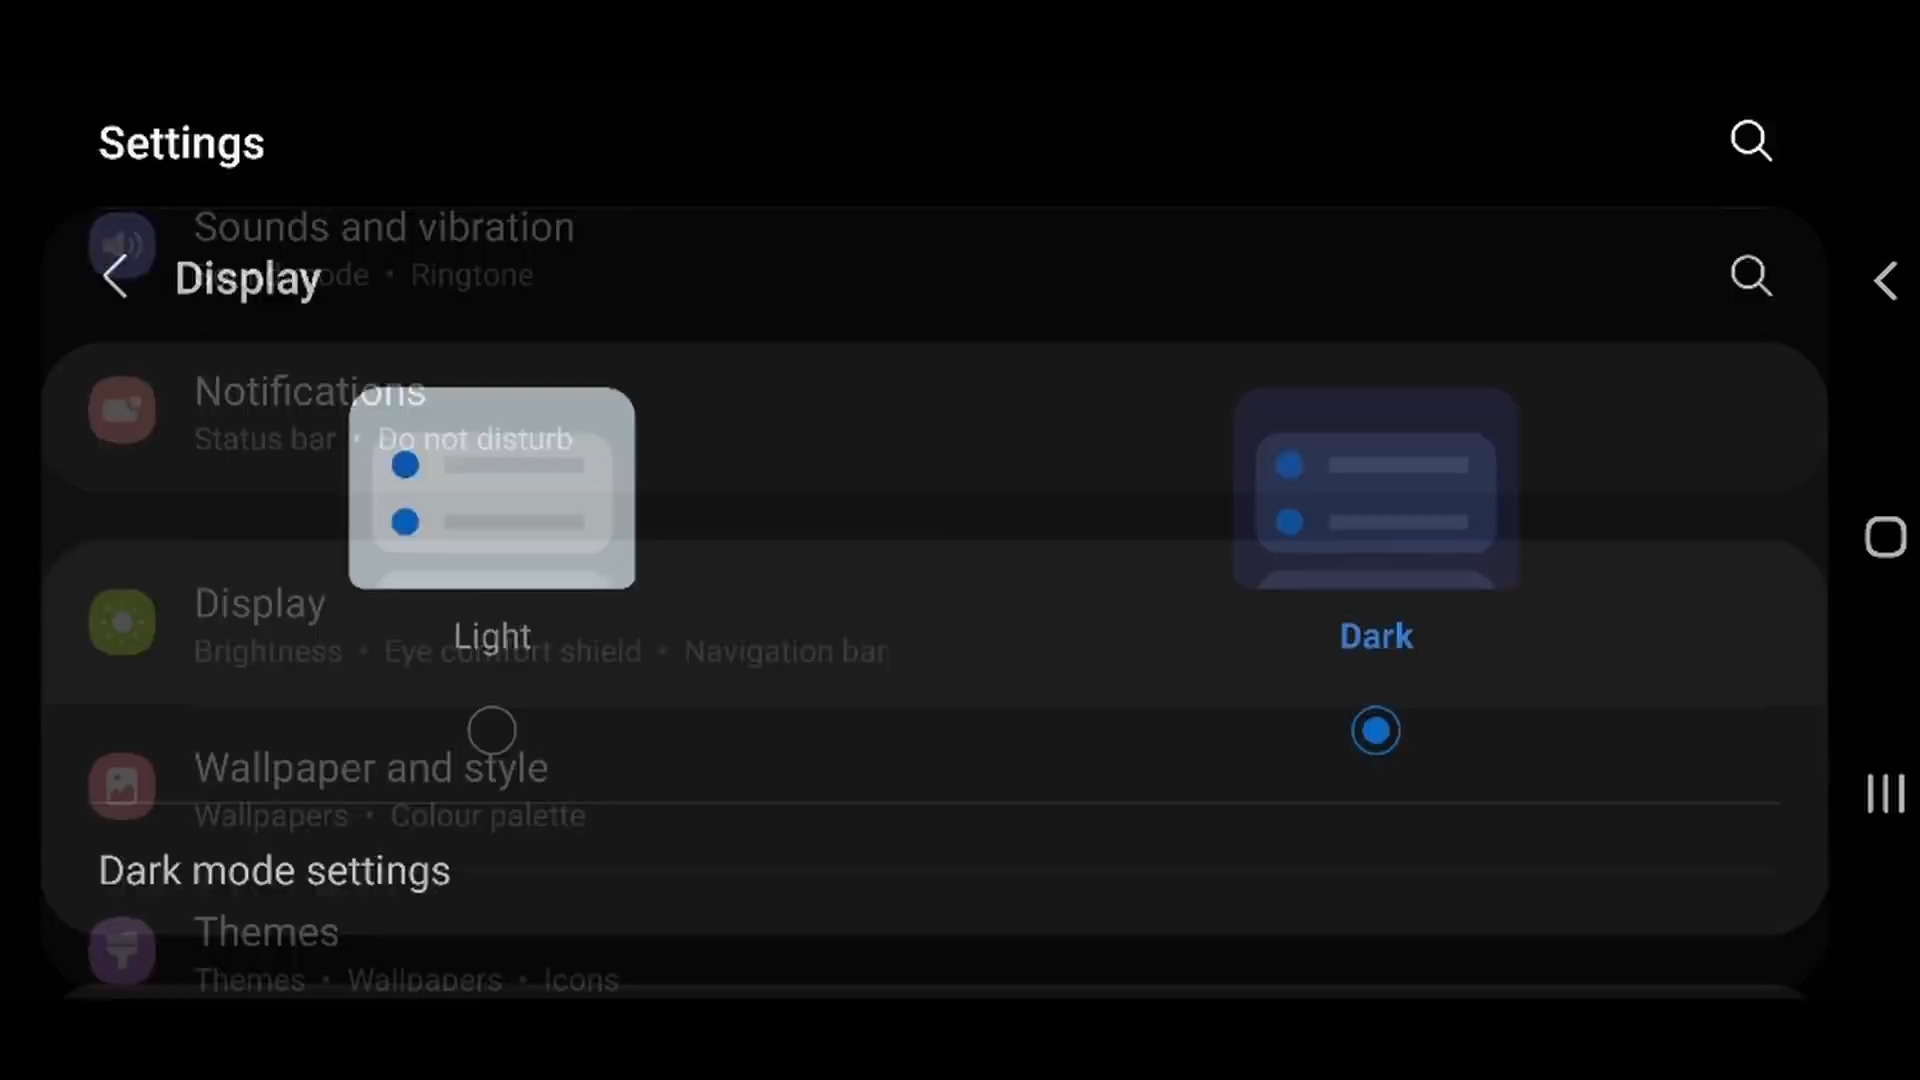 Settings
Sounds and vibration
ode • Ringtone
Display
Notifications
Status bar • Do not disturb
Display
Light
Dark
Brightness • Eye comfort shield • Navigation bar
Wallpaper and style
Wallpapers • Colour palette
Dark mode settings
Themes
Themes • Wallpapers • Icons